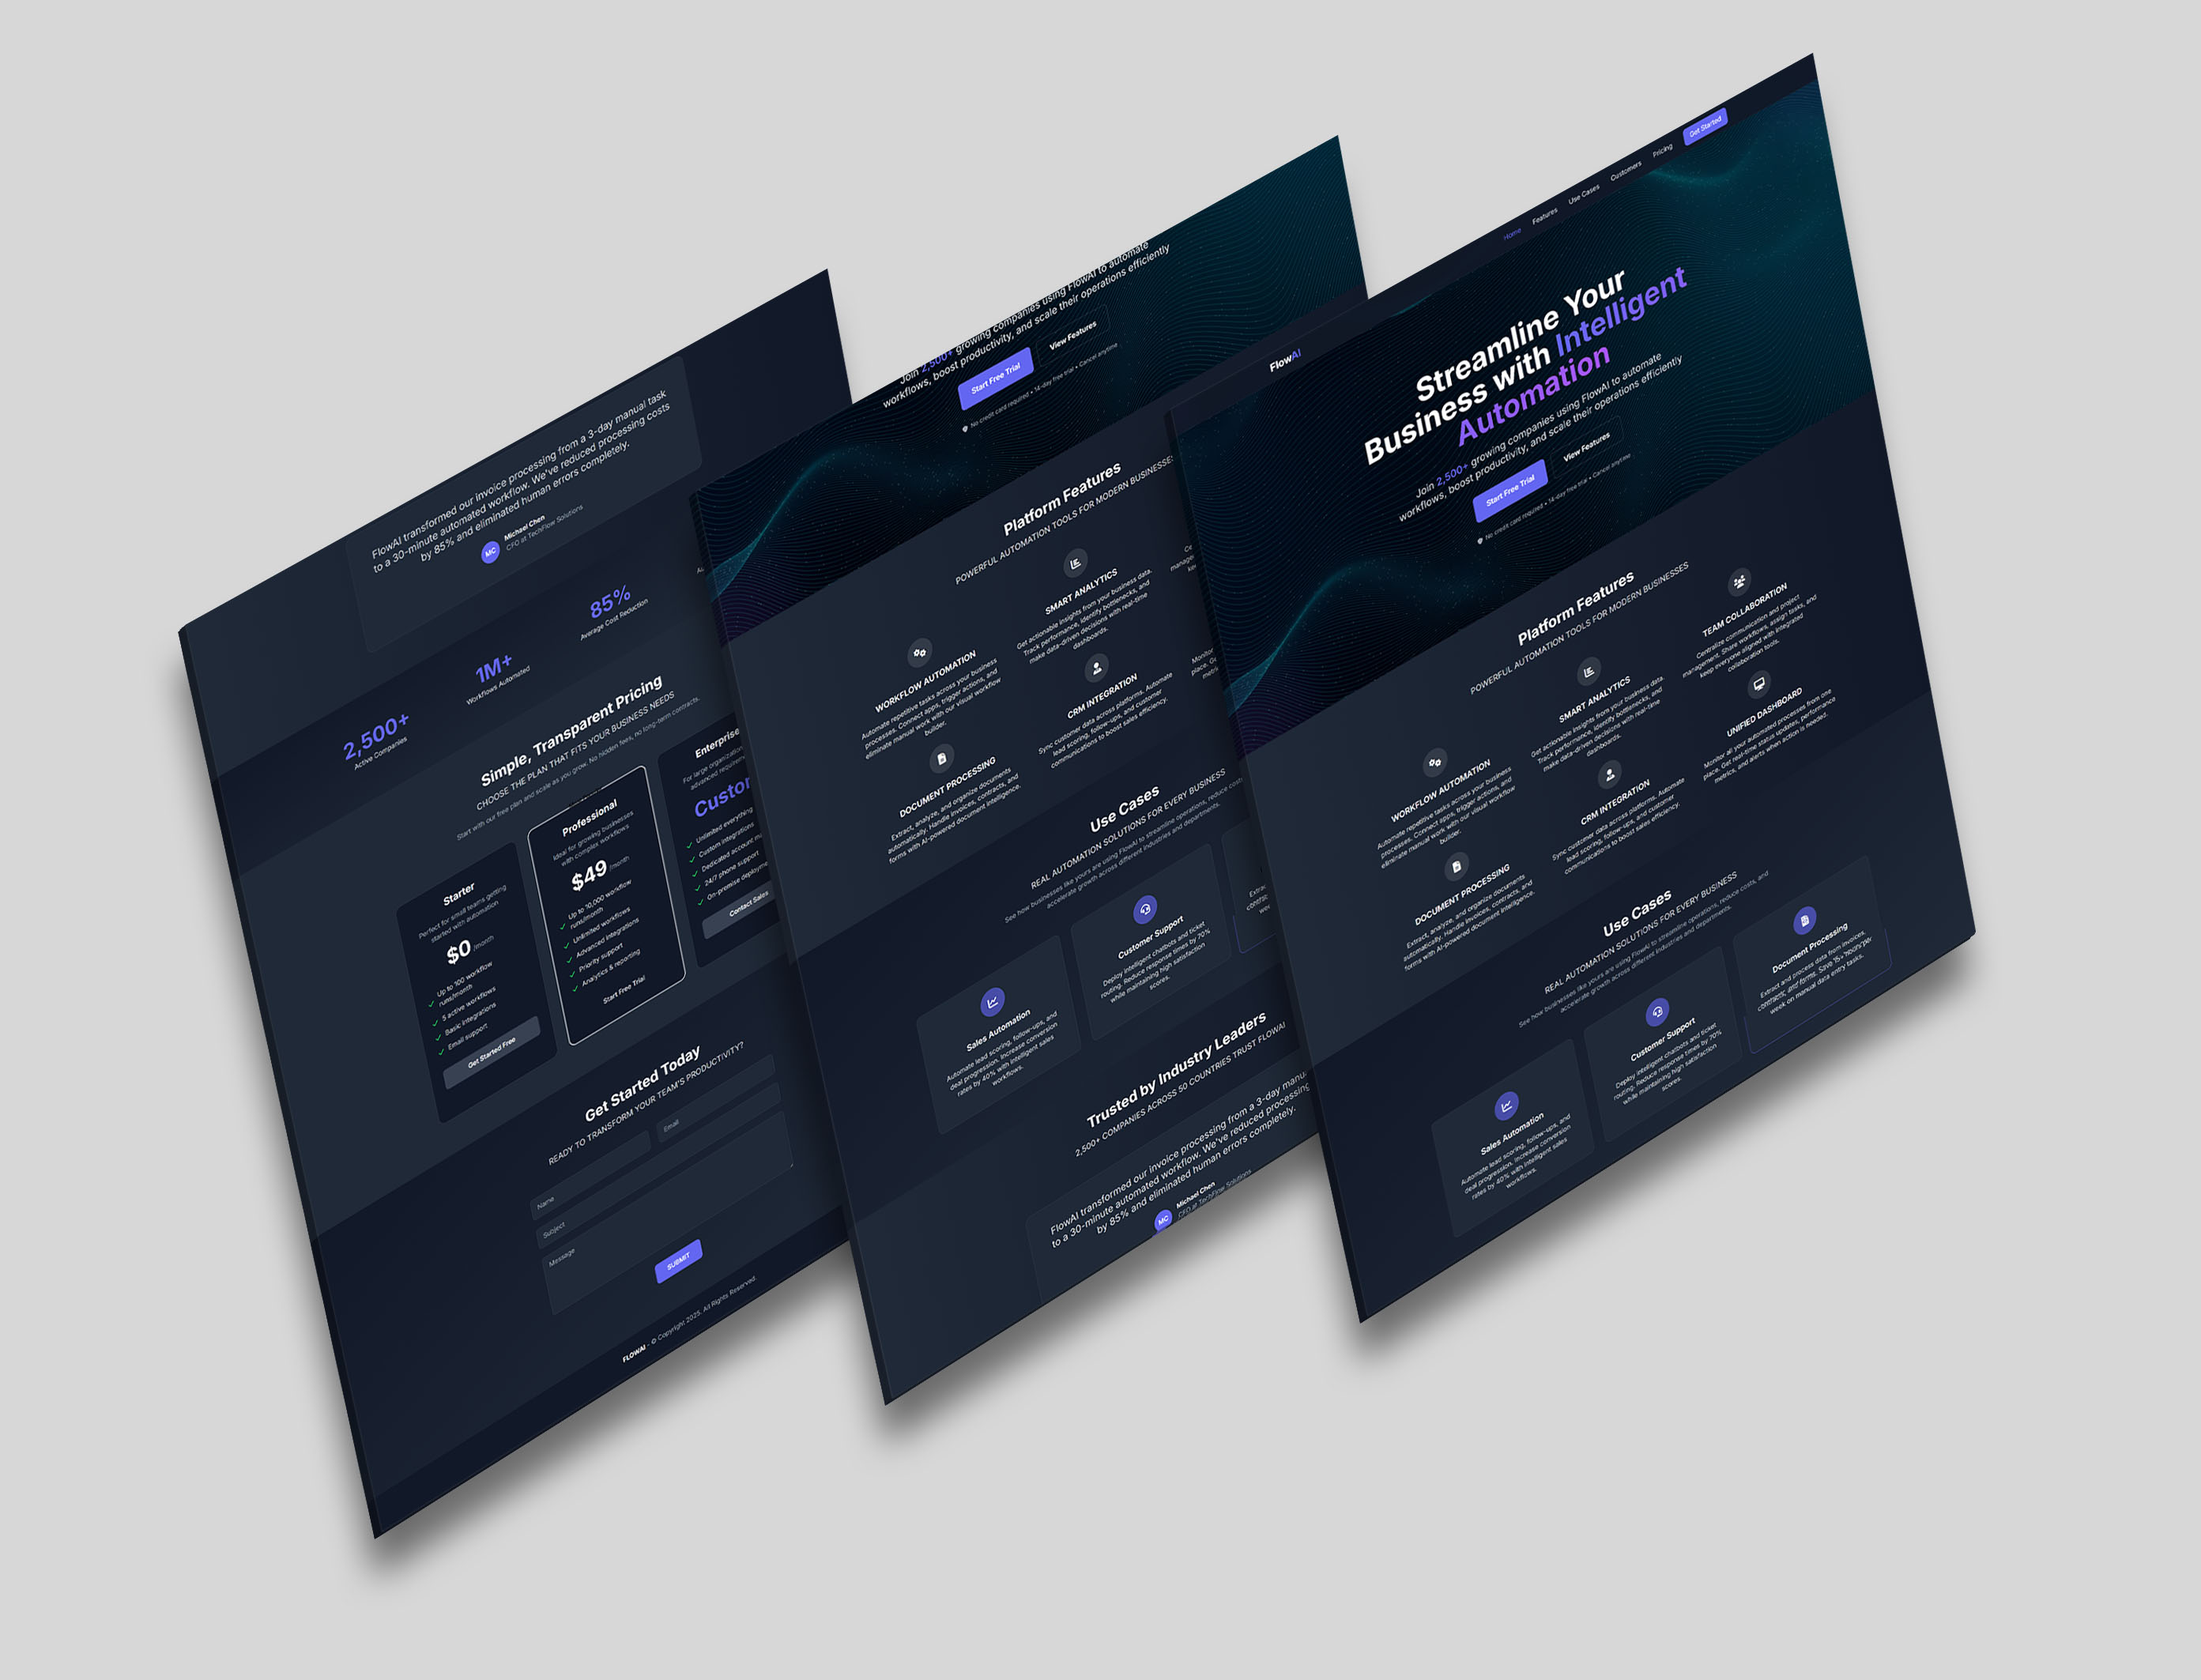 FlowAI transformed our invoice processing from a 3-day manual task
to a 30-minute automated workflow. We've reduced processing costs
by 85% and eliminated human errors completely.
MC
Michael Chen
CFO at TechFlow Solutions
2,500+
Active Companies
1M+
Workflows Automated
85%
Average Cost Reduction
Simple, Transparent Pricing
CHOOSE THE PLAN THAT FITS YOUR BUSINESS NEEDS
Start with our free plan and scale as you grow. No hidden fees, no long-term contracts.
Starter
Perfect for small teams getting
started with automation
$0 /month
Up to 100 workflow
runs/month
5 active workflows
Basic integrations
Email support
Get Started Free
Professional
Ideal for growing businesses
with complex workflows
$49 /month
Up to 10,000 workflow
runs/month
Unlimited workflows
Advanced integrations
Priority support
Analytics & reporting
Start Free Trial
Enterprise
For large organization
advanced requirem
Custo
Unlimited everything
Custom integrations
Dedicated account m
24/7 phone support
On-premise deployme
Contact Sales
Get Started Today
READY TO TRANSFORM YOUR TEAM'S PRODUCTIVITY?
Name
Email
Subject
Message
SUBMIT
FLOWAI - © Copyright 2025. All Rights Reserved
Join 2,500+ growing companies using FlowAI to automate
workflows, boost productivity, and scale their operations efficiently
Start Free Trial
View Features
No credit card required • 14-day free trial • Cancel anytime
Platform Features
POWERFUL AUTOMATION TOOLS FOR MODERN BUSINESSES
WORKFLOW AUTOMATION
Automate repetitive tasks across your business
processes. Connect apps, trigger actions, and
eliminate manual work with our visual workflow
builder.
SMART ANALYTICS
Get actionable insights from your business data.
Track performance, identify bottlenecks, and
make data-driven decisions with real-time
dashboards.
DOCUMENT PROCESSING
Extract, analyze, and organize documents
automatically. Handle invoices, contracts, and
forms with AI-powered document intelligence.
CRM INTEGRATION
Sync customer data across platforms. Automate
lead scoring, follow-ups, and customer
communications to boost sales efficiency.
Use Cases
REAL AUTOMATION SOLUTIONS FOR EVERY BUSINESS
See how businesses like yours are using FlowAI to streamline operations, reduce
accelerate growth across different industries and departments.
Sales Automation
Automate lead scoring, follow-ups, and
deal progression. Increase conversion
rates by 40% with intelligent sales
workflows.
Customer Support
Deploy intelligent chatbots and ticket
routing. Reduce response times by 70%
while maintaining high satisfaction
scores.
Trusted by Industry Leaders
2,500+ COMPANIES ACROSS 50 COUNTRIES TRUST FLOWAI
FlowAI transformed our invoice processing from a 3-day manu
to a 30-minute automated workflow. We've reduced processing
by 85% and eliminated human errors completely.
MC
Michael Chen
CFO at TechFlow Solutions
FlowAI
Home
Features
Use Cases
Customers
Pricing
Get Started
Streamline Your
Business with Intelligent
Automation
Join 2,500+ growing companies using FlowAI to automate
workflows, boost productivity, and scale their operations efficiently
Start Free Trial
View Features
No credit card required • 14-day free trial • Cancel anytime
Platform Features
POWERFUL AUTOMATION TOOLS FOR MODERN BUSINESSES
WORKFLOW AUTOMATION
Automate repetitive tasks across your business
processes. Connect apps, trigger actions, and
eliminate manual work with our visual workflow
builder.
SMART ANALYTICS
Get actionable insights from your business data.
Track performance, identify bottlenecks, and
make data-driven decisions with real-time
dashboards.
TEAM COLLABORATION
Centralize communication and project
management. Share workflows, assign tasks, and
keep everyone aligned with integrated
collaboration tools.
DOCUMENT PROCESSING
Extract, analyze, and organize documents
automatically. Handle invoices, contracts, and
forms with AI-powered document intelligence.
CRM INTEGRATION
Sync customer data across platforms. Automate
lead scoring, follow-ups, and customer
communications to boost sales efficiency.
UNIFIED DASHBOARD
Monitor all your automated processes from one
place. Get real-time status updates, performance
metrics, and alerts when action is needed.
Use Cases
REAL AUTOMATION SOLUTIONS FOR EVERY BUSINESS
See how businesses like yours are using FlowAI to streamline operations, reduce costs, and
accelerate growth across different industries and departments.
Sales Automation
Automate lead scoring, follow-ups, and
deal progression. Increase conversion
rates by 40% with intelligent sales
workflows.
Customer Support
Deploy intelligent chatbots and ticket
routing. Reduce response times by 70%
while maintaining high satisfaction
scores.
Document Processing
Extract and process data from invoices,
contracts, and forms. Save 15+ hours per
week on manual data entry tasks.